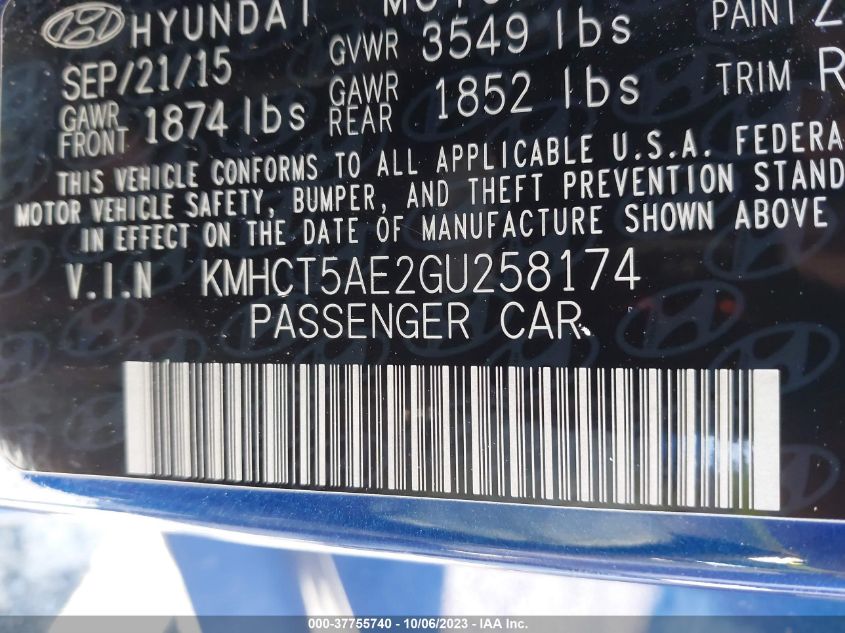 HYUNDAI
SEP/21/15 GVWR 3549 lbs PAINT
GAWR FRONT 1874 lbs GAWR REAR 1852 lbs TRIM
THIS VEHICLE CONFORMS TO ALL APPLICABLE U.S.A.
MOTOR VEHICLE SAFETY, BUMPER, AND THEFT PREVENTION
IN EFFECT ON THE DATE OF MANUFACTURE SHOWN ABOVE
V.I.N KMHCT5AE2GU258174
PASSENGER CAR
000-37755740 - 10/06/2023 - IAA Inc.